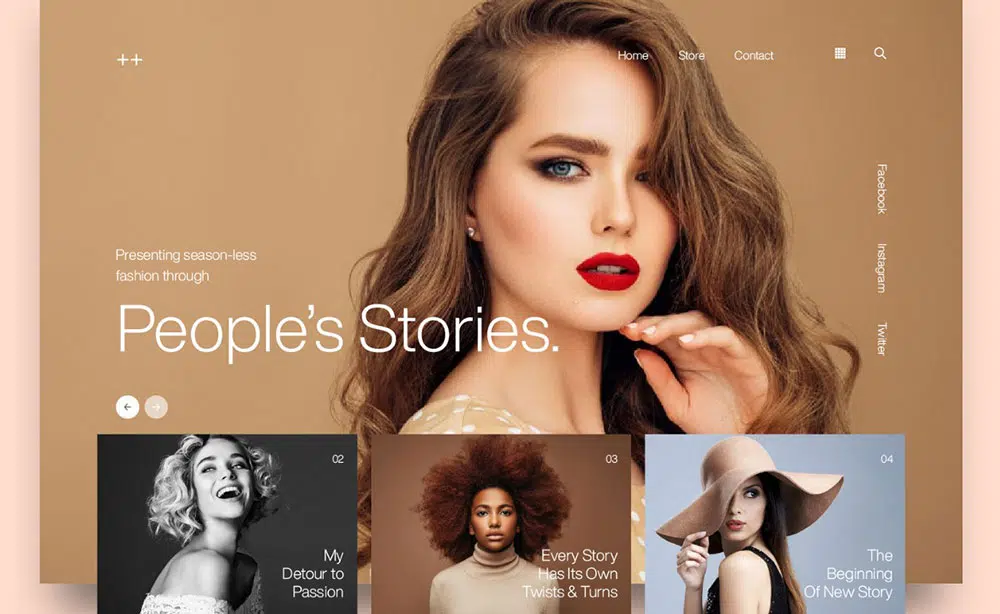 ++
Home
Store
Contact
Facebook
Instagram
Twitter
Presenting season-less
fashion through
People’s Stories.
02
My
Detour to
Passion
03
Every Story
Has Its Own
Twists & Turns
04
The
Beginning
Of New Story